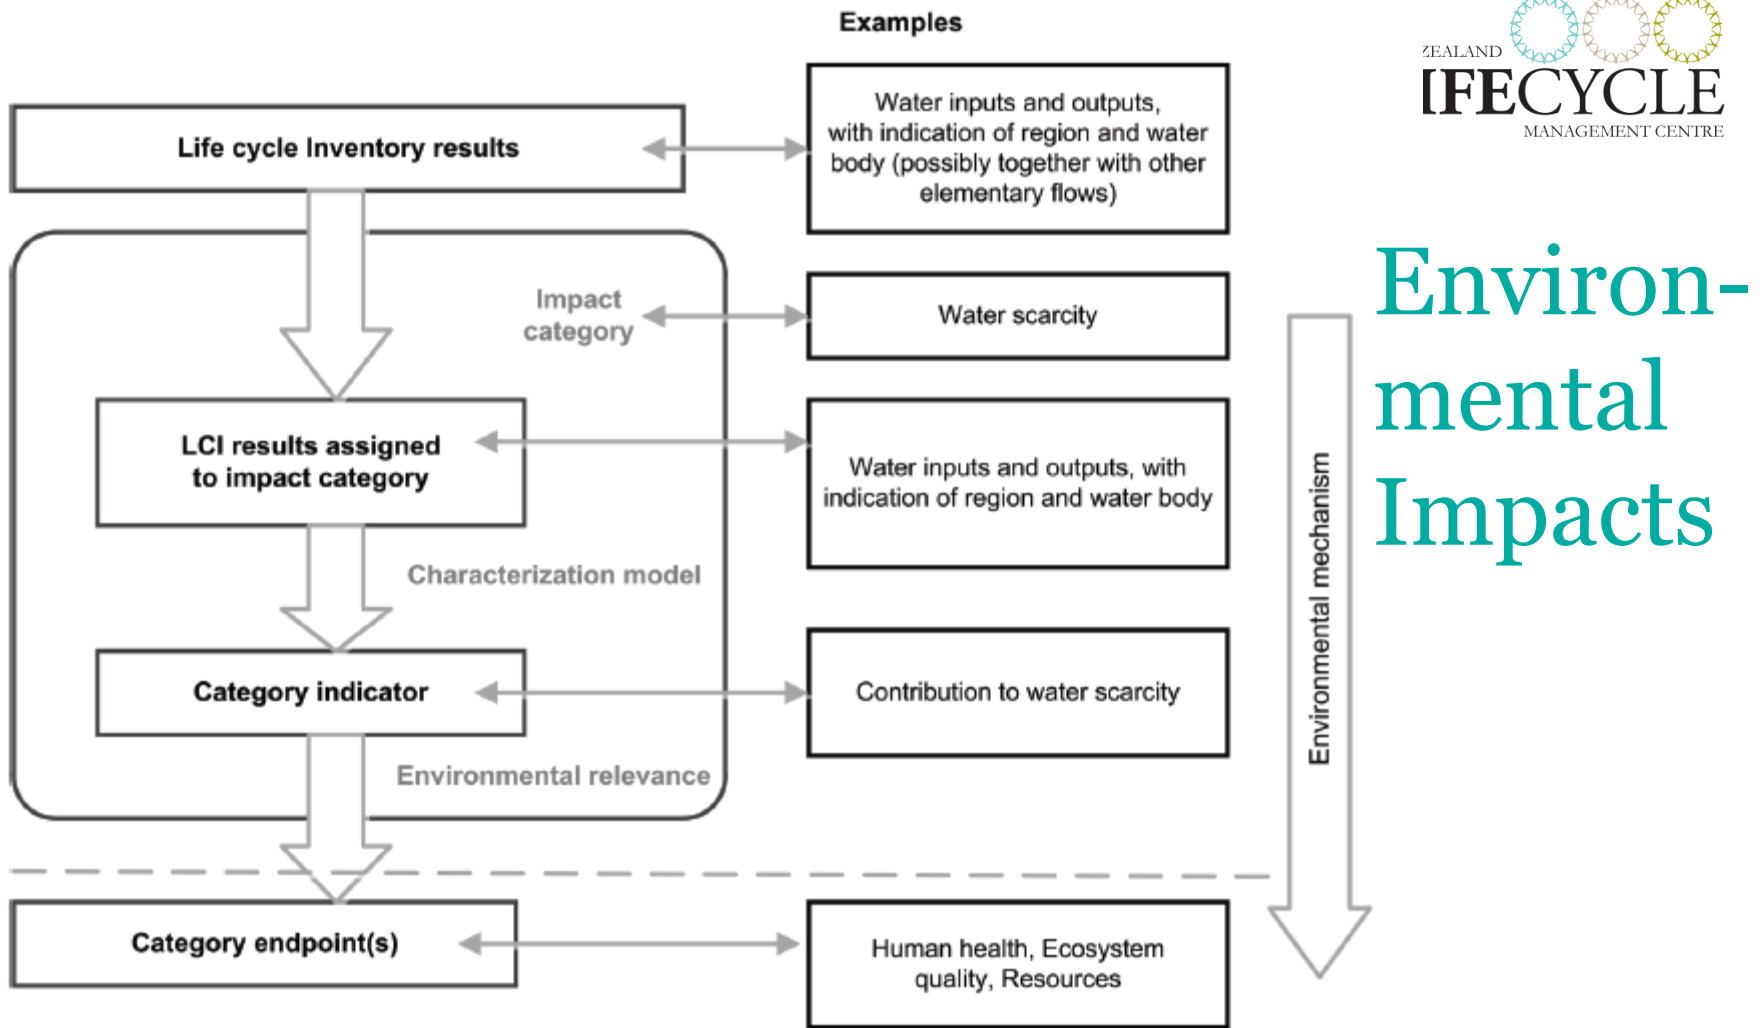 Examples
ZEALAND
IFECYCLE
MANAGEMENT CENTRE
Life cycle Inventory results
Water inputs and outputs,
with indication of region and water
body (possibly together with other
elementary flows)
Impact
category
Water scarcity
LCI results assigned
to impact category
Water inputs and outputs, with
indication of region and water body
Characterization model
Category indicator
Contribution to water scarcity
Environmental relevance
Category endpoint(s)
Human health, Ecosystem
quality, Resources
Environmental mechanism
Environ-
mental
Impacts